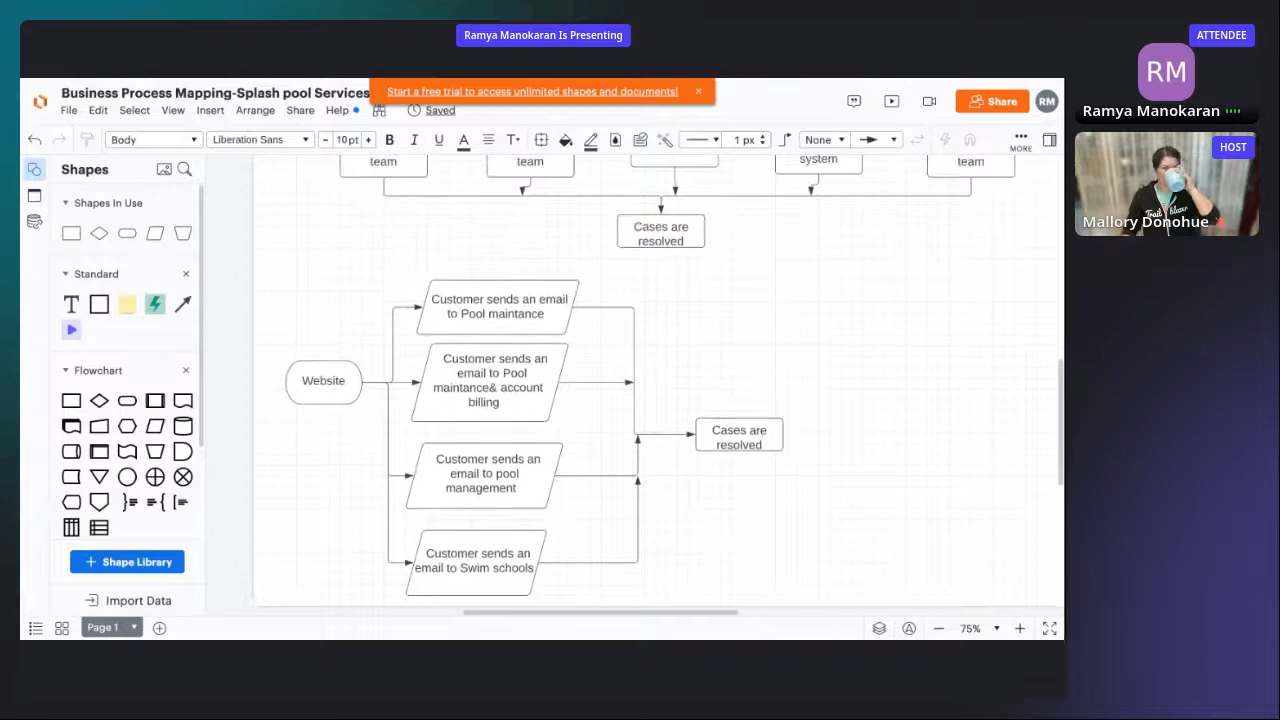 Ramya Manokaran Is Presenting
ATTENDEE
RM
Ramya Manokaran
HOST
Mallory Donohue
Business Process Mapping-Splash pool Services
Start a free trial to access unlimited shapes and documents! ×
File Edit Select View Insert Arrange Share Help
Saved
Share
RM
Body
Liberation Sans
− 10 pt +
B I U A T
1 px
None
MORE
Shapes
Shapes In Use
Standard
T
Flowchart
Shape Library
Import Data
team
team
system
team
Cases are
resolved
Website
Customer sends an email
to Pool maintance
Customer sends an
email to Pool
maintance& account
billing
Customer sends an
email to pool
management
Customer sends an
email to Swim schools
Cases are
resolved
Page 1
75%